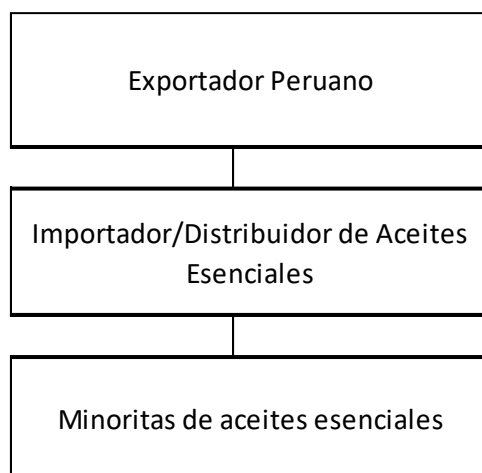 Exportador Peruano
Importador/Distribuidor de Aceites
Esenciales
Minoritas de aceites esenciales